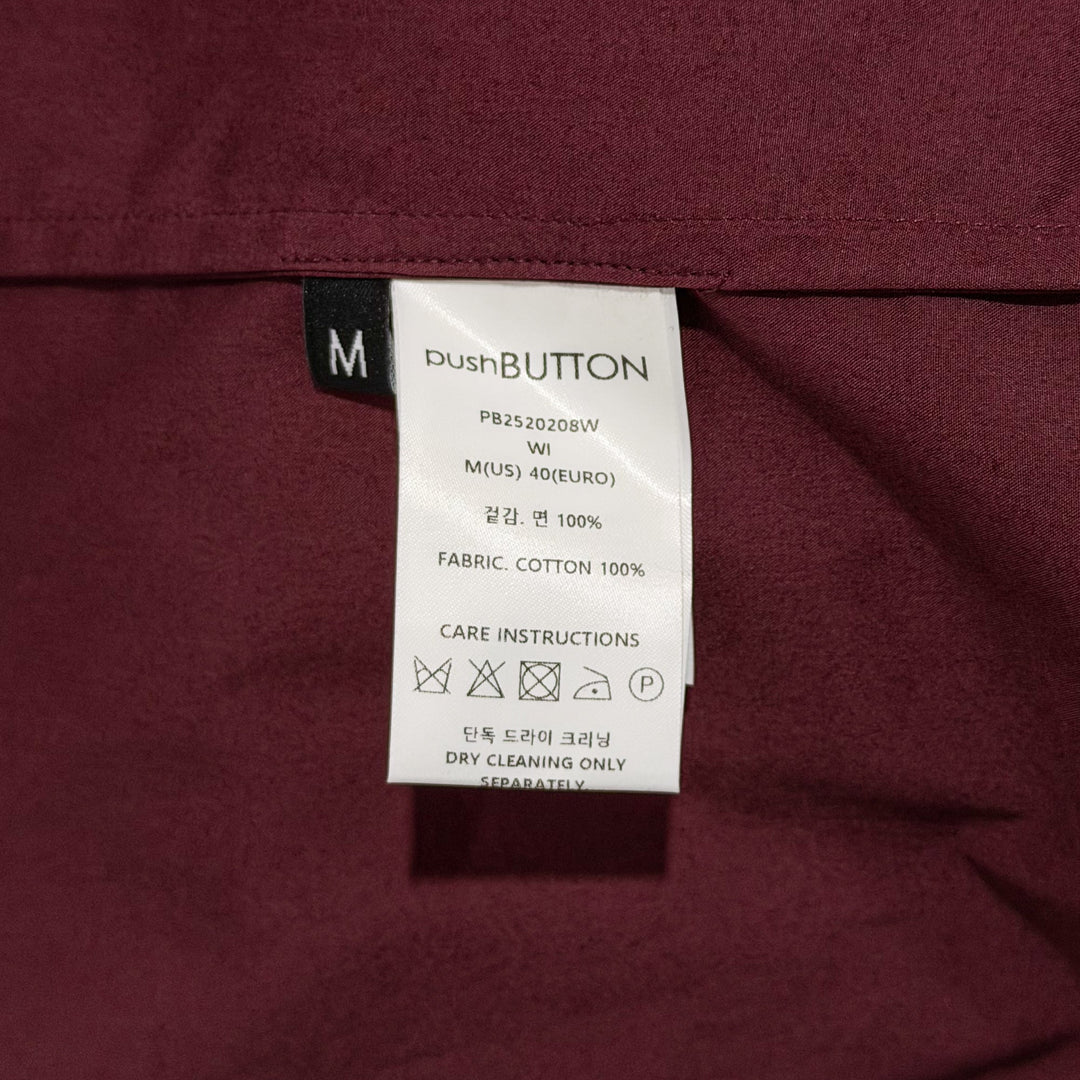 M
pushBUTTON
PB2520208W
WI
M(US) 40(EURO)
겉감. 면 100%
FABRIC. COTTON 100%
CARE INSTRUCTIONS
P
단독 드라이 크리닝
DRY CLEANING ONLY
SEPARATELY.